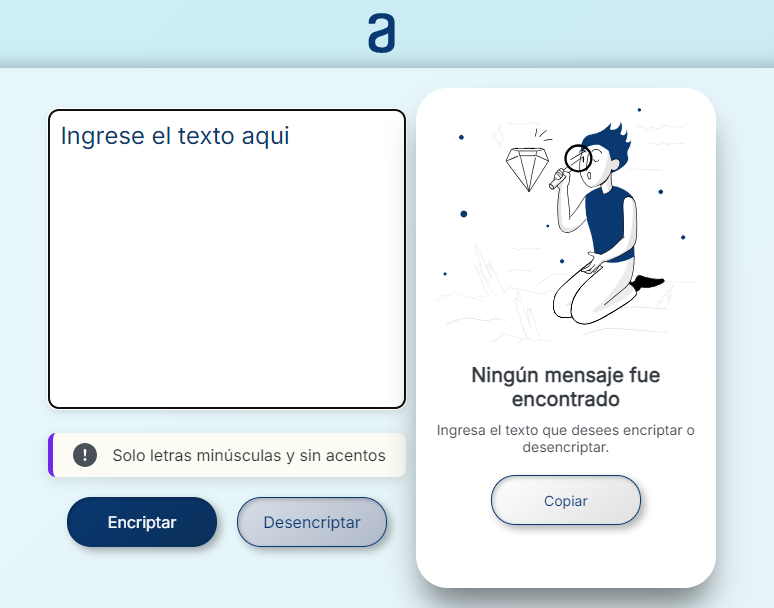 a
Ingrese el texto aqui
Solo letras minúsculas y sin acentos
Encriptar
Desencriptar
Ningún mensaje fue
encontrado
Ingresa el texto que desees encriptar o
desencriptar.
Copiar